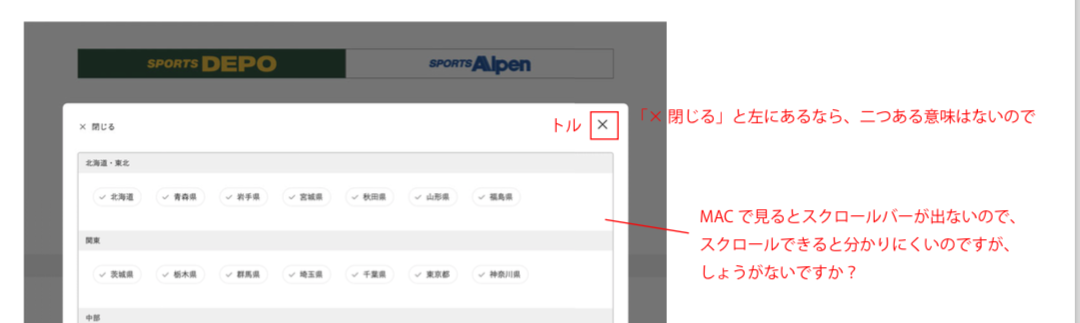 SPORTS DEPO
SPORTS Alpen
× 閉じる
トル
×
「× 閉じる」と左にあるなら、二つある意味はないので
北海道・東北
北海道 青森県 岩手県 宮城県 秋田県 山形県 福島県
MAC で見るとスクロールバーが出ないので、
スクロールできると分かりにくいのですが、
しょうがないですか？
関東
茨城県 栃木県 群馬県 埼玉県 千葉県 東京都 神奈川県
中部